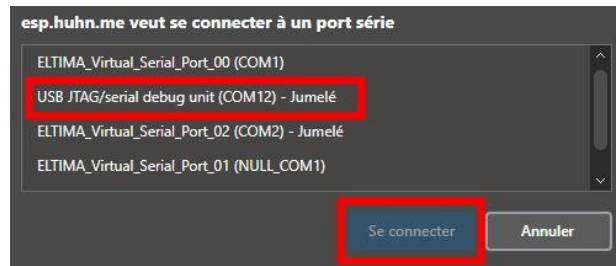 esp.huhn.me veut se connecter à un port série
ELTIMA_Virtual_Serial_Port_00 (COM1)
USB JTAG/serial debug unit (COM12) - Jumelé
ELTIMA_Virtual_Serial_Port_02 (COM2) - Jumelé
ELTIMA_Virtual_Serial_Port_01 (NULL_COM1)
Se connecter Annuler